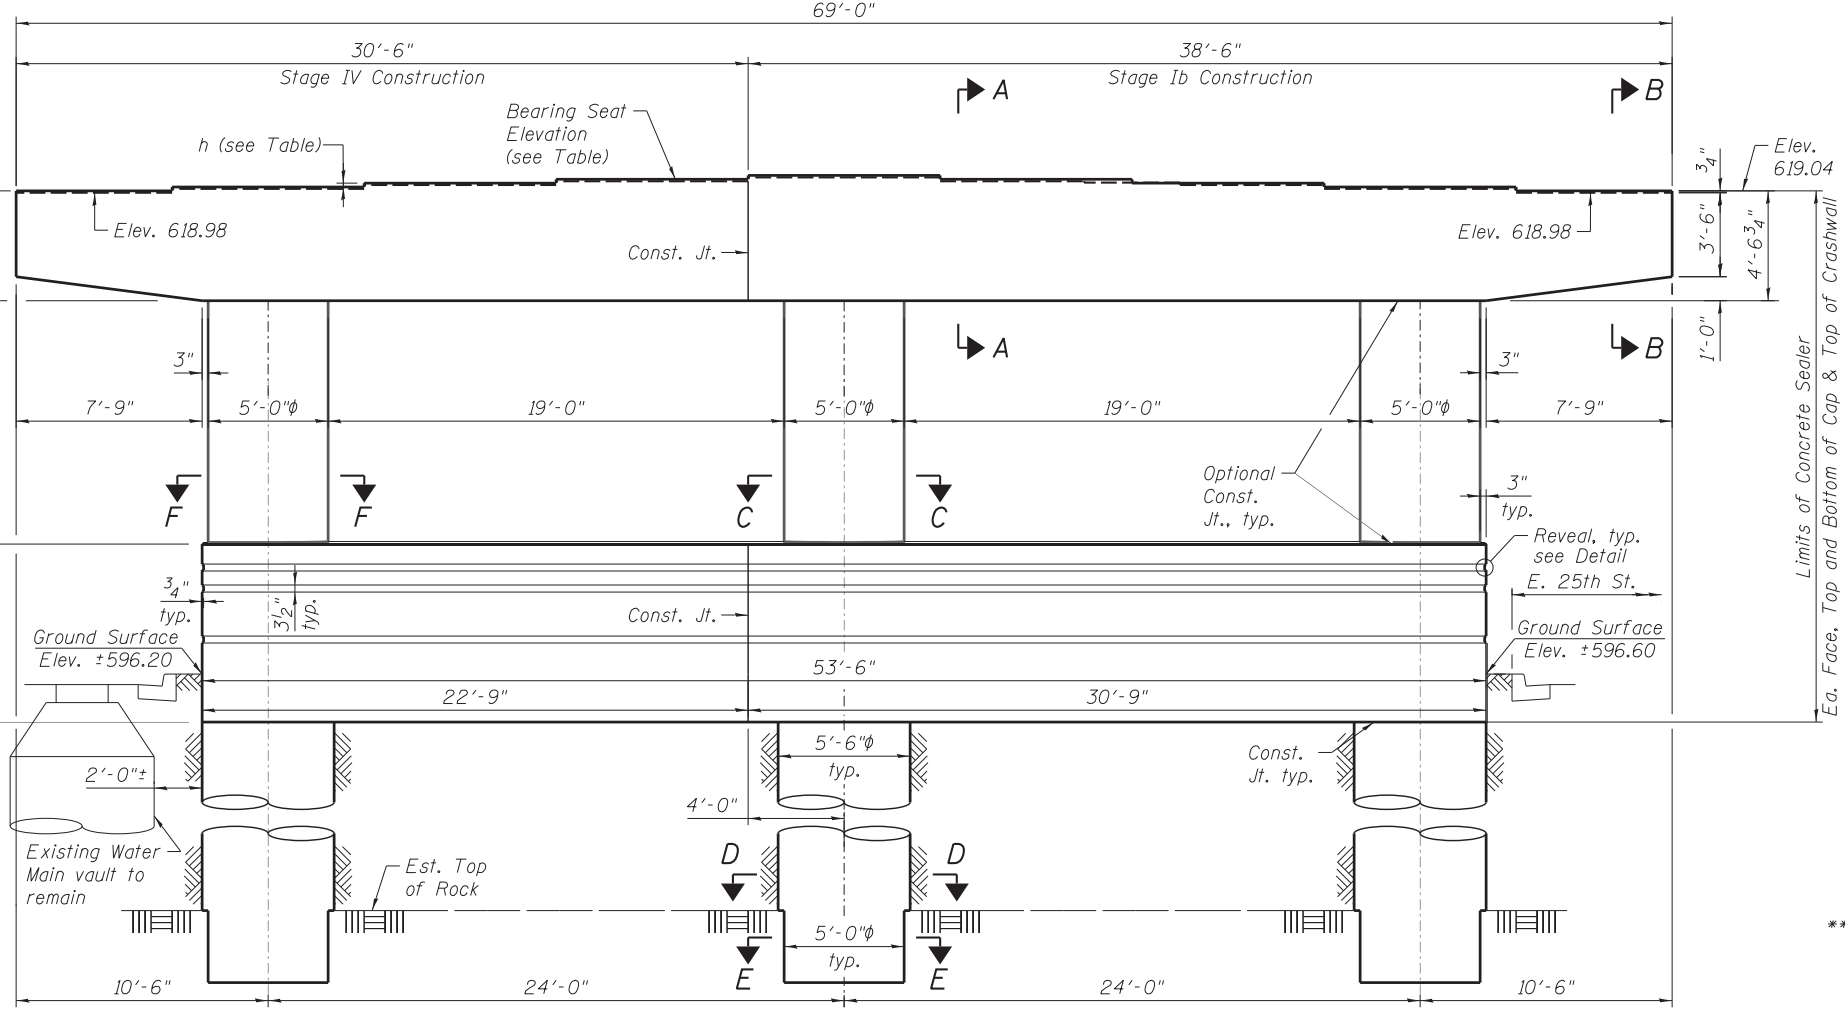 69'-0"
30'-6"
38'-6"
Stage IV Construction
Stage Ib Construction
A
B
Bearing Seat
Elevation
(see Table)
h (see Table)
3/4"
Elev.
619.04
Elev. 618.98
Elev. 618.98
Const. Jt.
3'-6"
4'-6 3/4"
1'-0"
A
B
3"
3"
7'-9"
5'-0"ϕ
19'-0"
5'-0"ϕ
19'-0"
5'-0"ϕ
7'-9"
Limits of Concrete Sealer
Ea. Face, Top and Bottom of Cap & Top of Crashwall
F
F
C
C
Optional
Const.
Jt., typ.
3"
typ.
Reveal, typ.
see Detail
E. 25th St.
3/4"
typ.
3 1/2"
typ.
Const. Jt.
Ground Surface
Elev. ±596.20
Ground Surface
Elev. ±596.60
53'-6"
22'-9"
30'-9"
5'-6"ϕ
typ.
Const.
Jt. typ.
2'-0"±
4'-0"
Existing Water
Main vault to
remain
Est. Top
of Rock
D
D
5'-0"ϕ
typ.
E
E
**
10'-6"
24'-0"
24'-0"
10'-6"